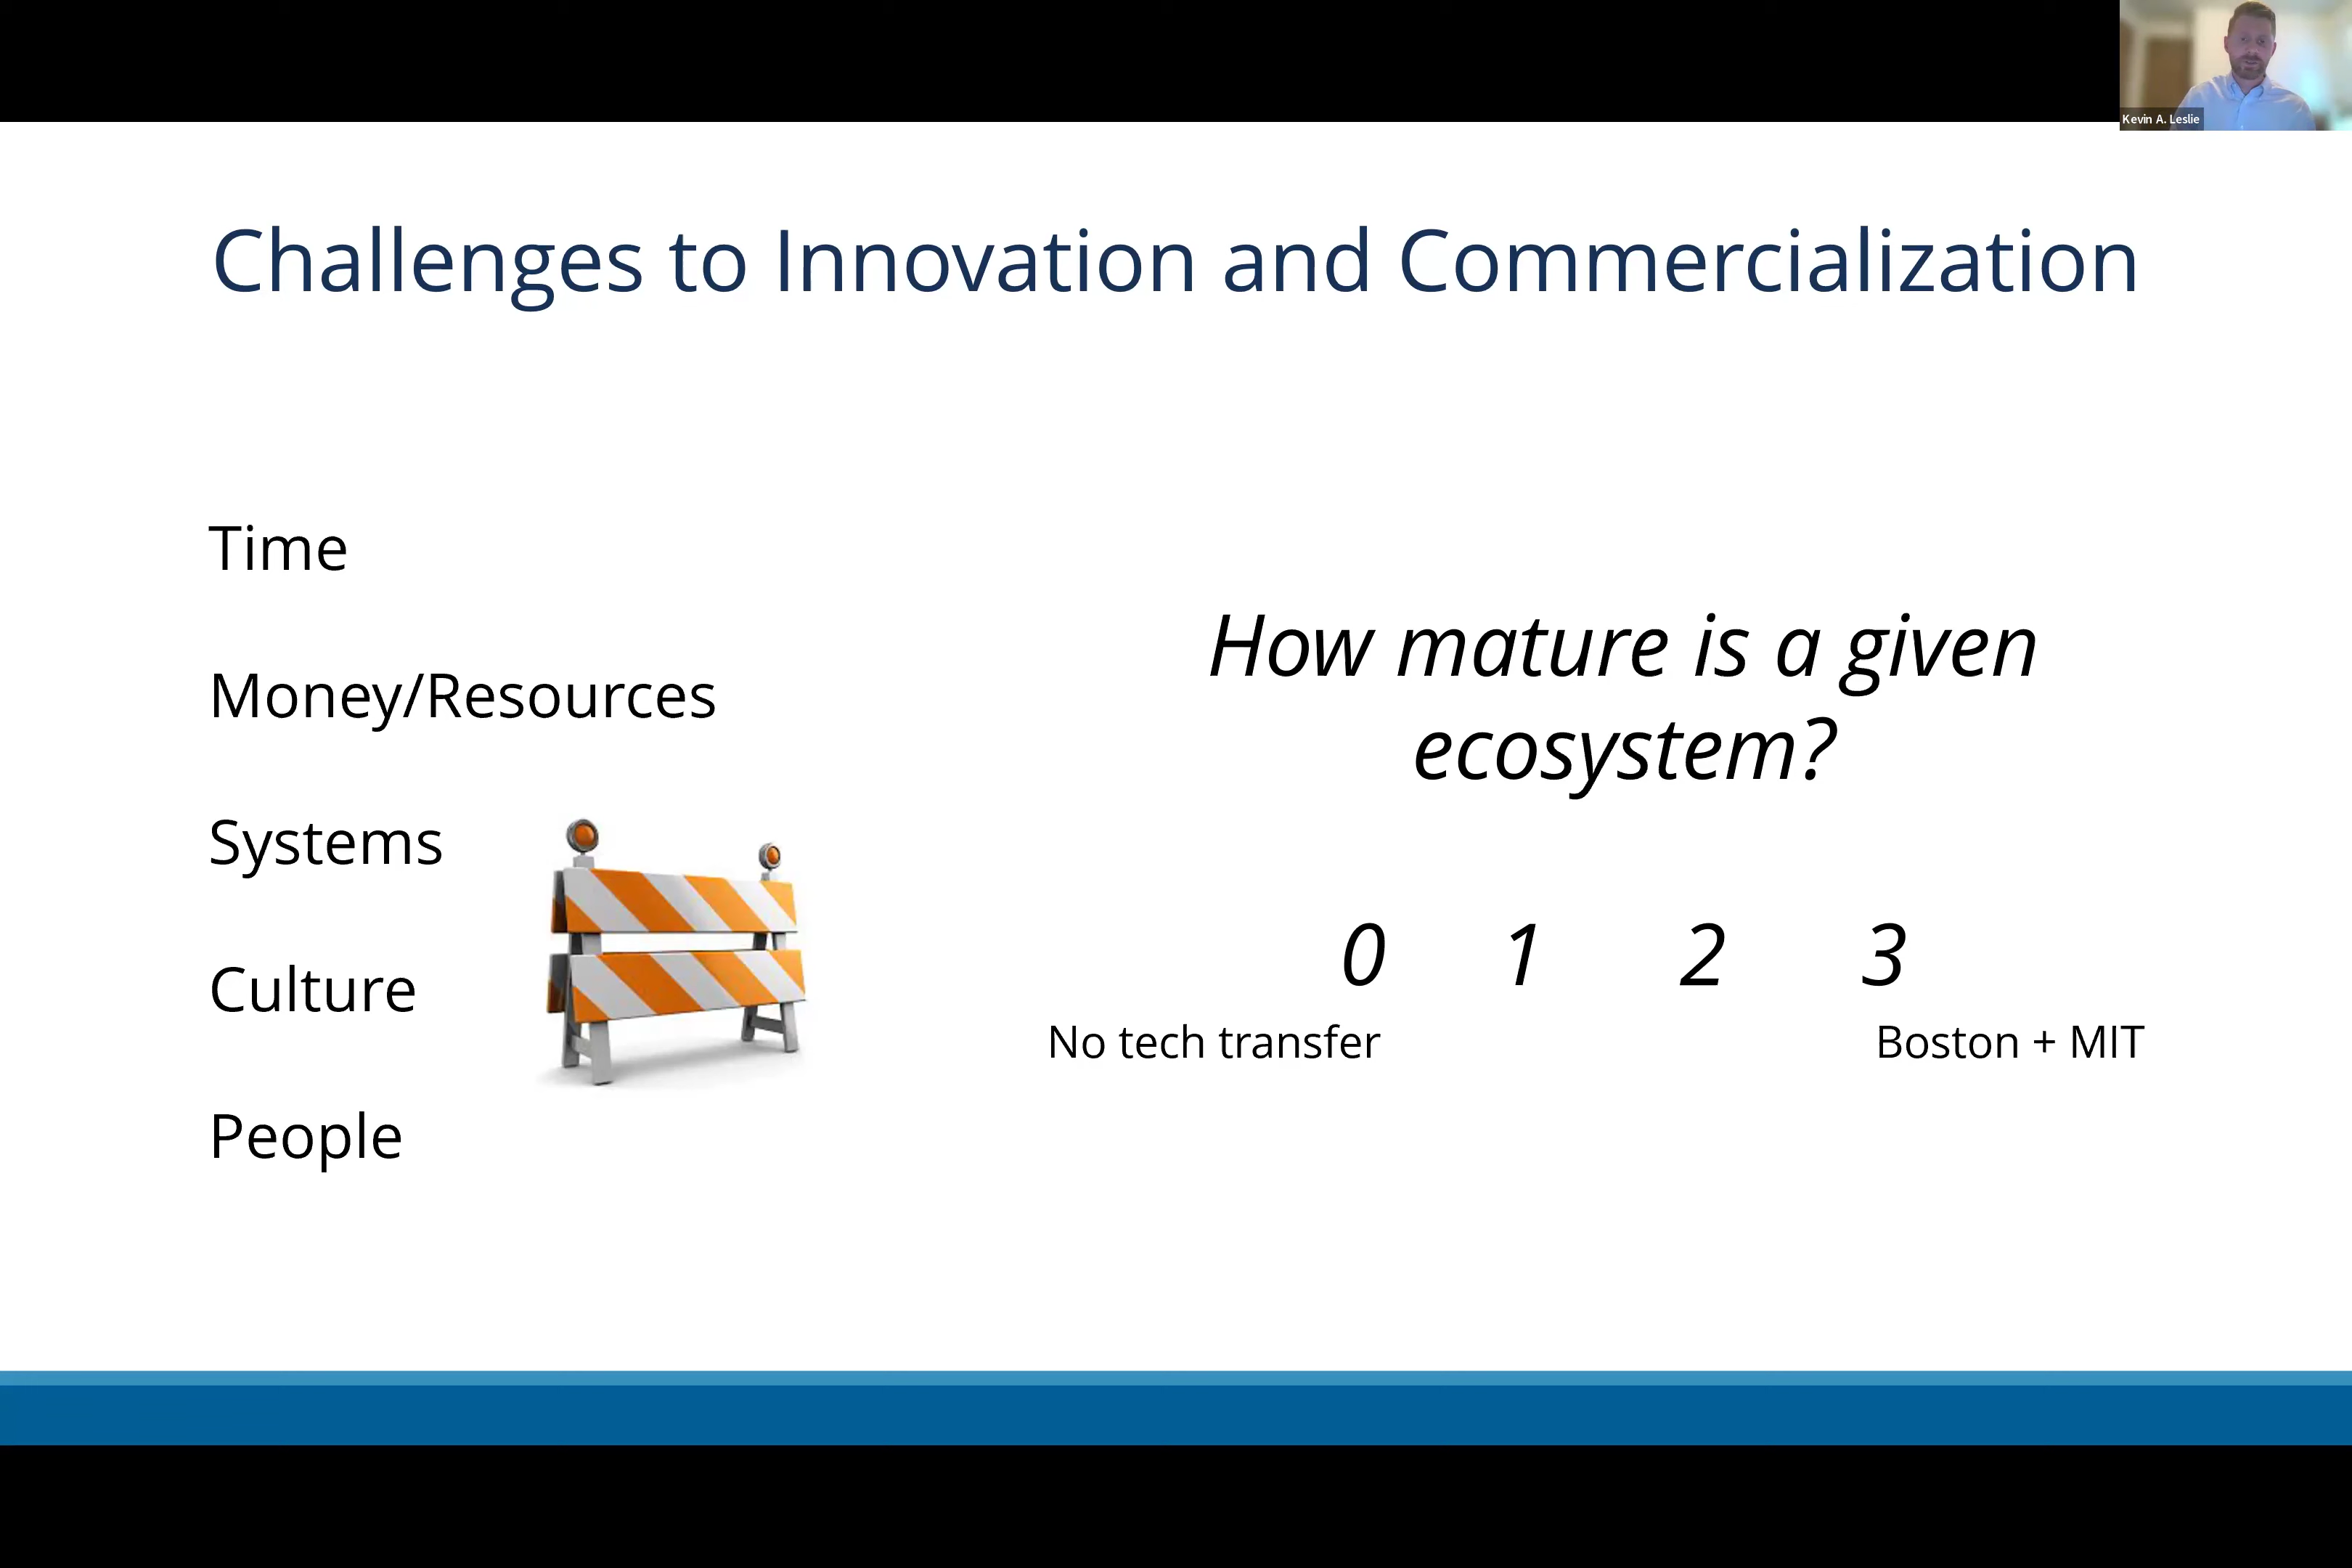 Kevin A. Leslie
Challenges to Innovation and Commercialization
Time
Money/Resources
Systems
Culture
People
How mature is a given
ecosystem?
0 1 2 3
No tech transfer Boston + MIT